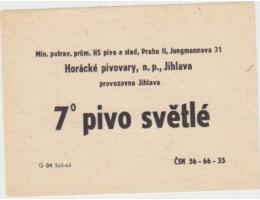 Min. potrav. prům. HS pivo a slad, Praha II, Jungmannova 31
Horácké pivovary, n. p., Jihlava
provozovna Jihlava
7° pivo světlé
G 04
ČSN 56-66-35